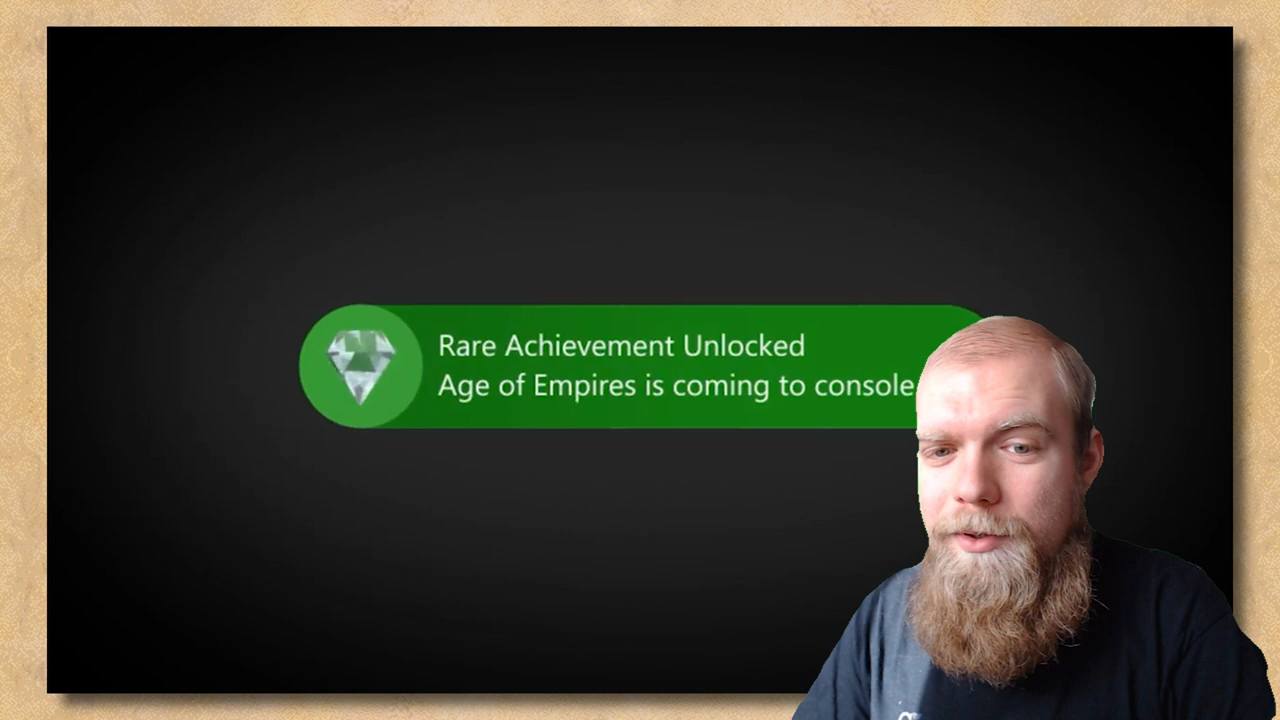 Rare Achievement Unlocked
Age of Empires is coming to console